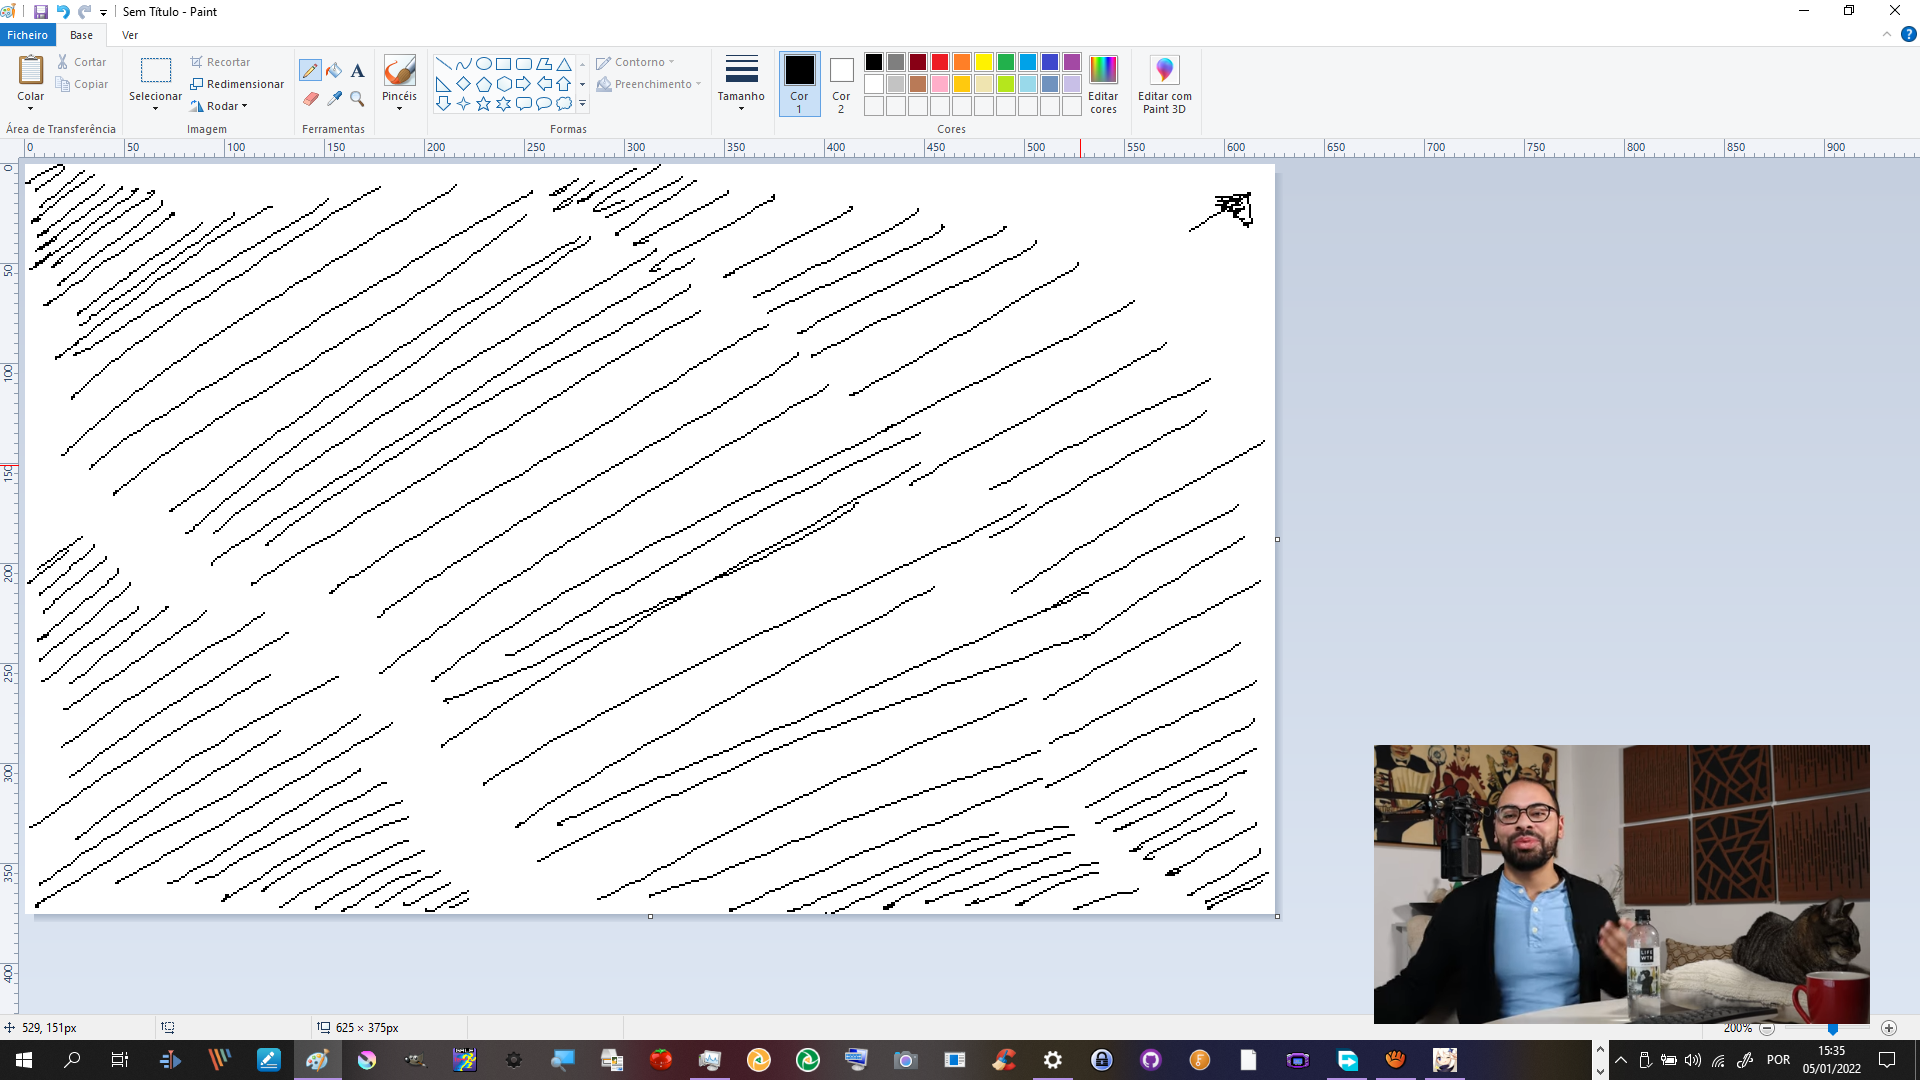 Sem Título - Paint
Ficheiro
Base
Ver
Colar
Cortar
Copiar
Área de Transferência
Selecionar
Recortar
Redimensionar
Rodar
Imagem
Ferramentas
Pincéis
Contorno
Preenchimento
Formas
Tamanho
Cor 1
Cor 2
Editar cores
Cores
Editar com Paint 3D
0 50 100 150 200 250 300 350 400 450 500 550 600 650 700 750 800 850 900
0
50
100
150
200
250
300
350
400
LIFE
WTR
529, 151px
625 × 375px
200%
POR
15:35
05/01/2022